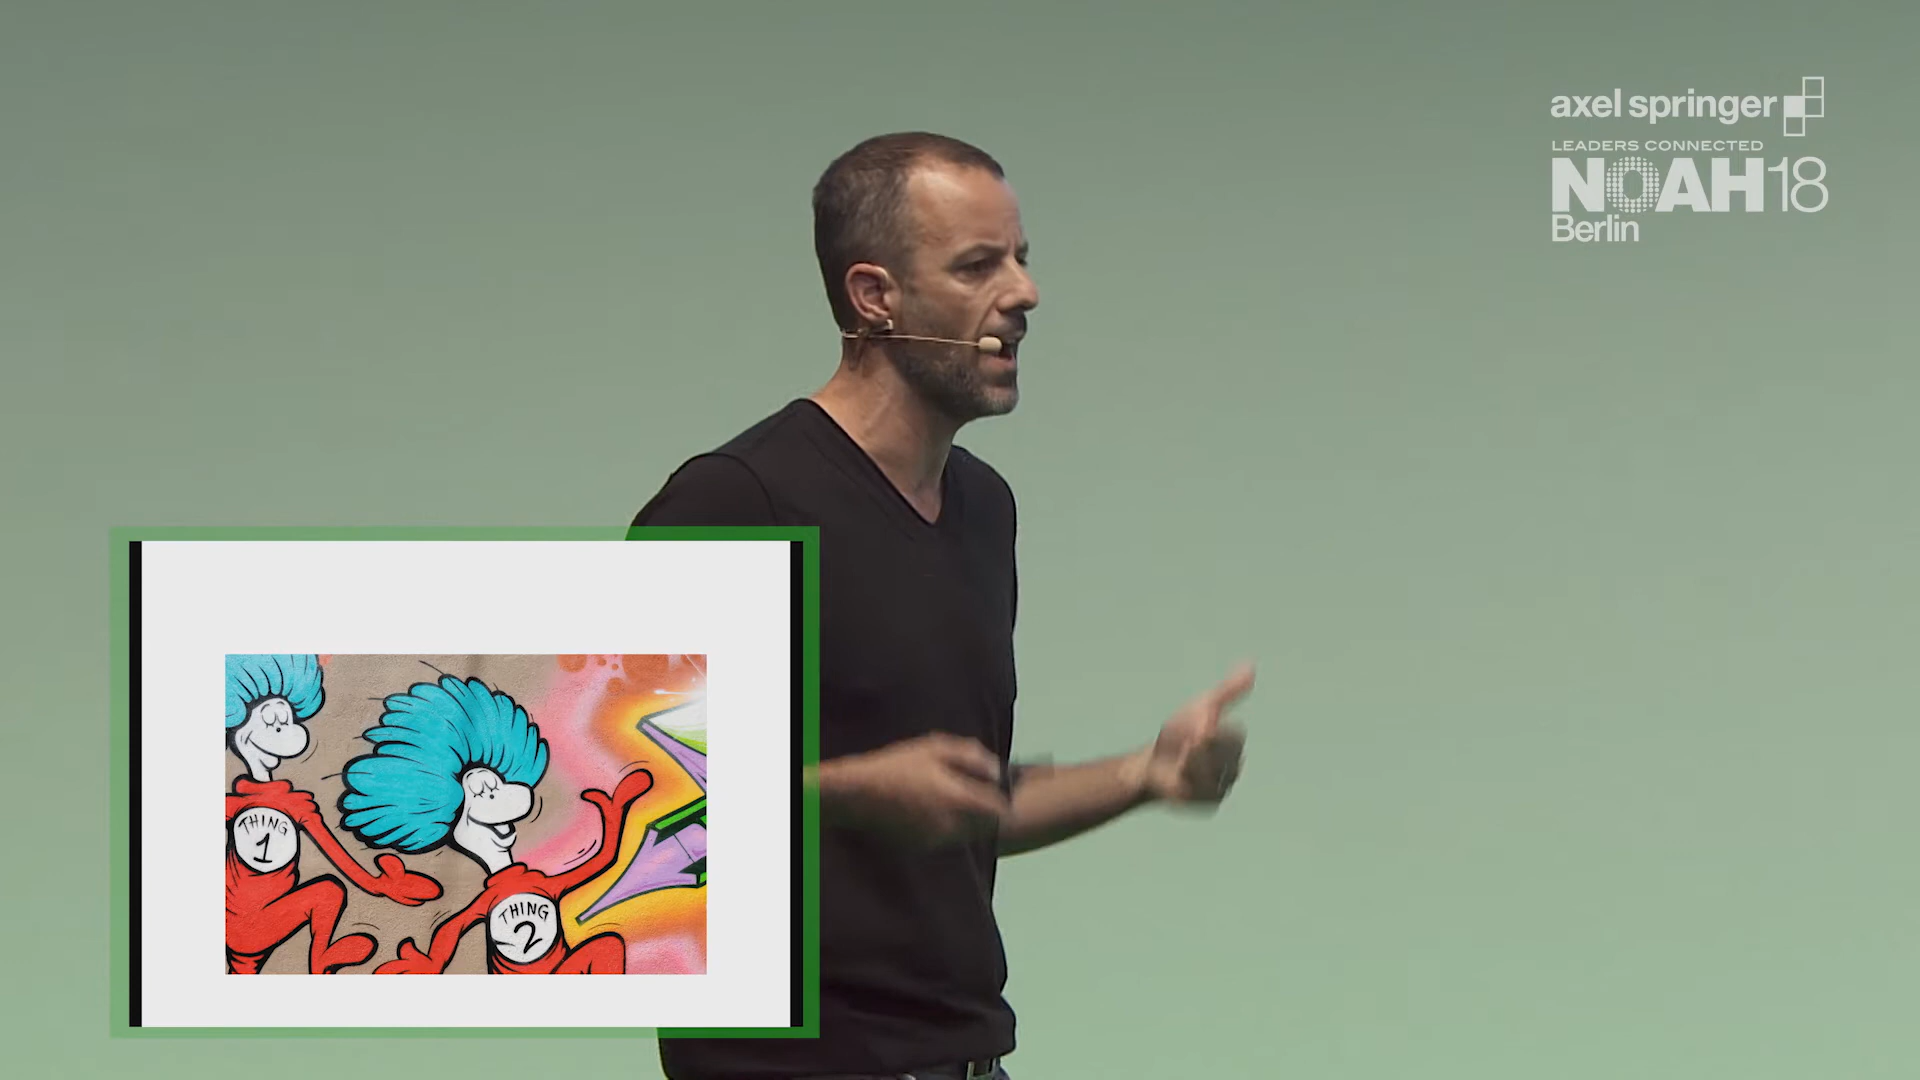 axel springer
LEADERS CONNECTED
NOAH18
Berlin
THING
1
THING
2